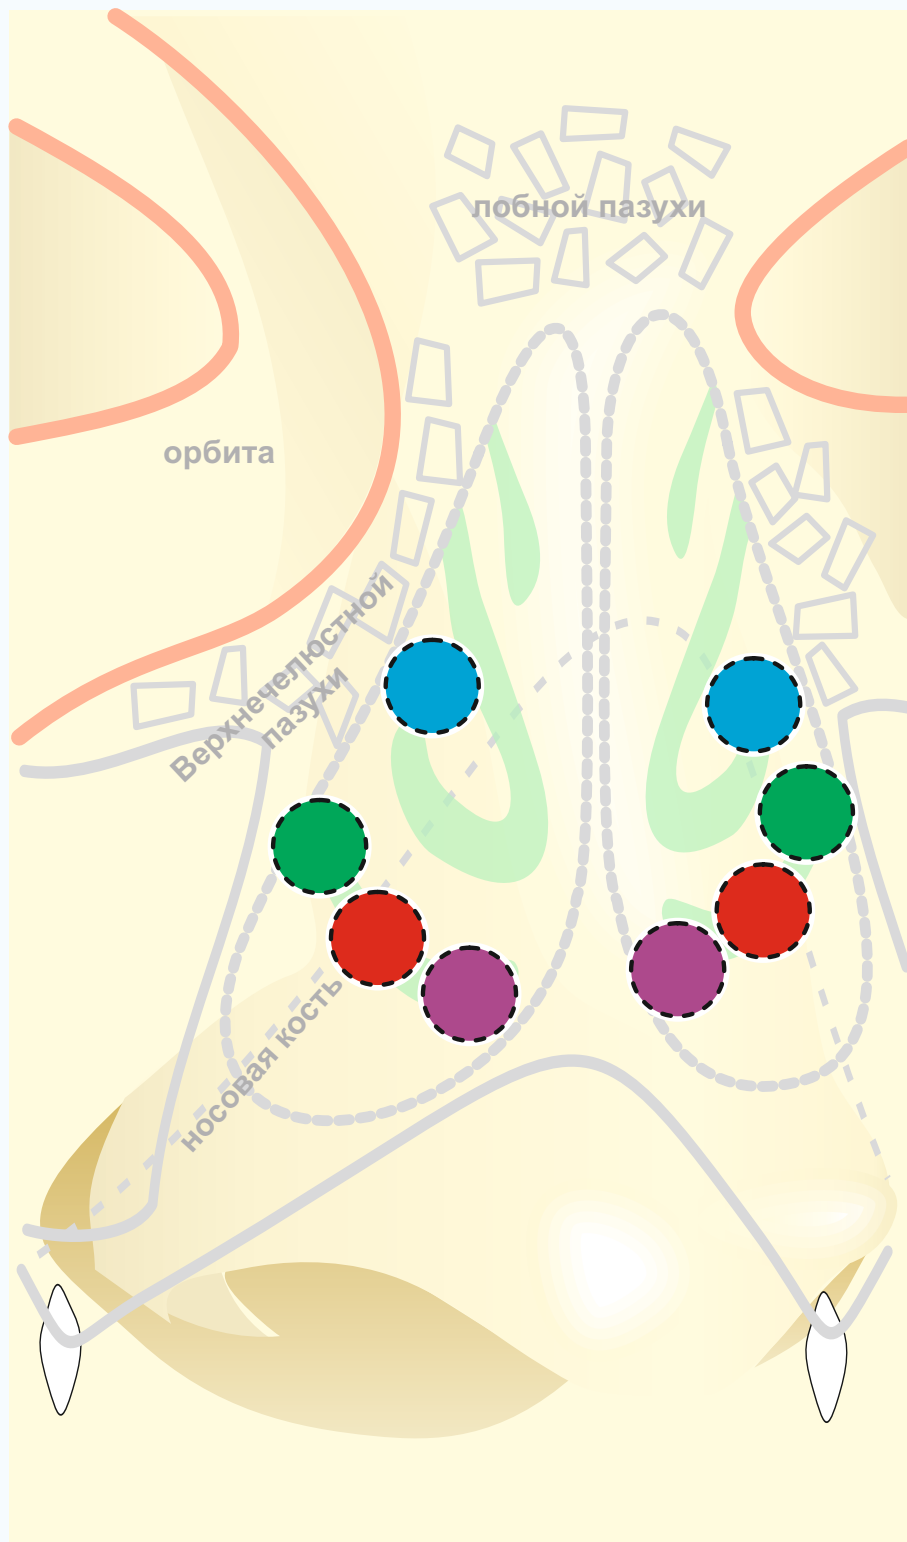 лобной пазухи
орбита
Верхнечелюстной
пазухи
носовая кость